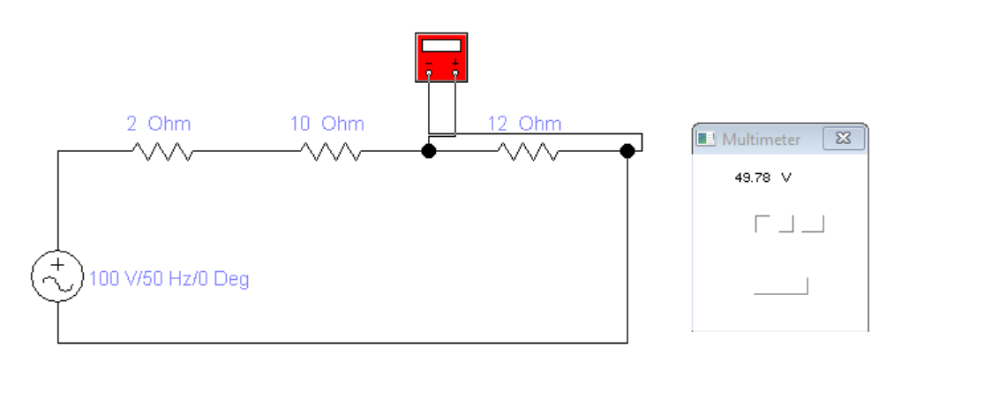 - +
2 Ohm
10 Ohm
12 Ohm
Multimeter
49.78 V
+
100 V/50 Hz/0 Deg